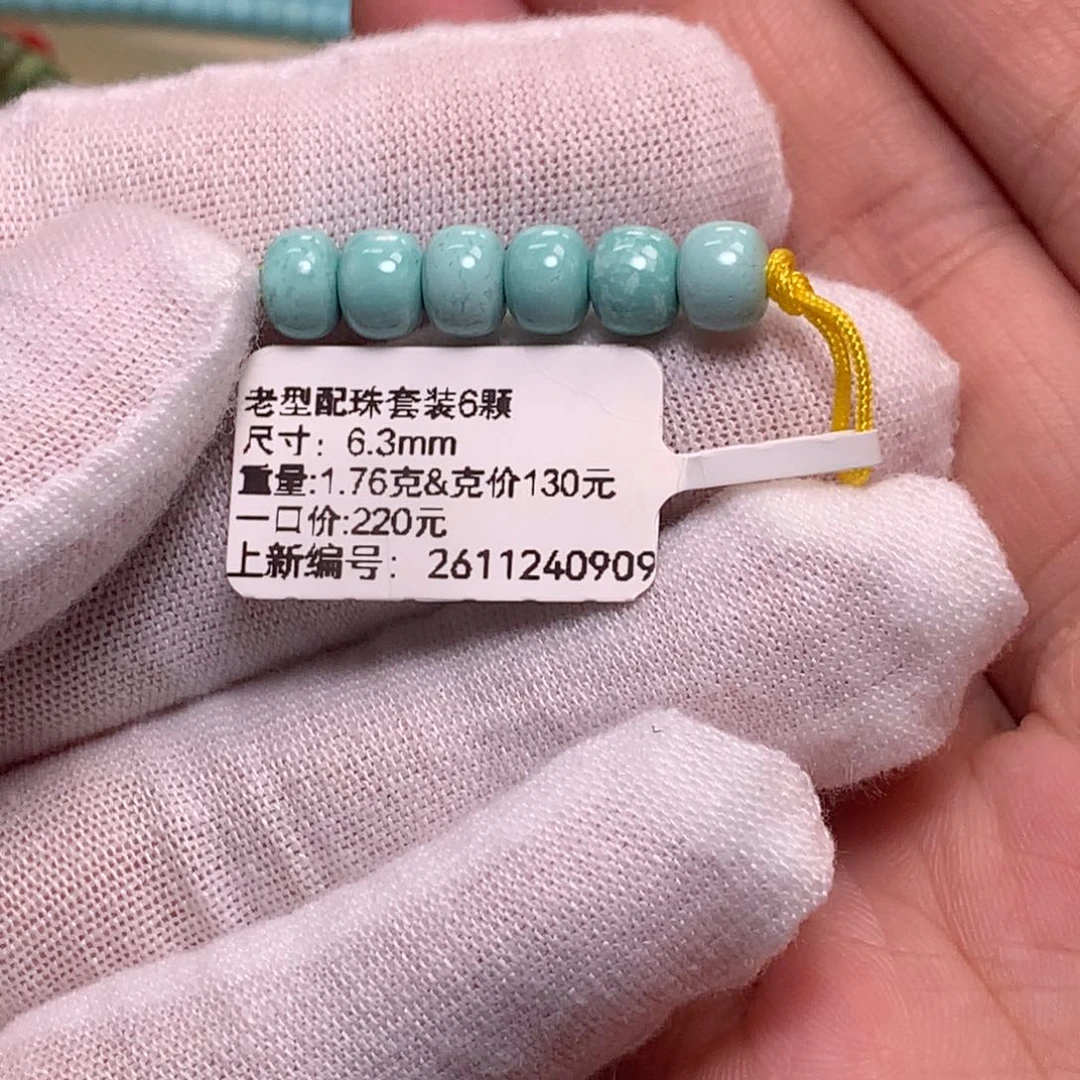 老型配珠套装6颗
尺寸：6.3mm
重量:1.76克&克价130元
一口价:220元
上新编号：2611240909